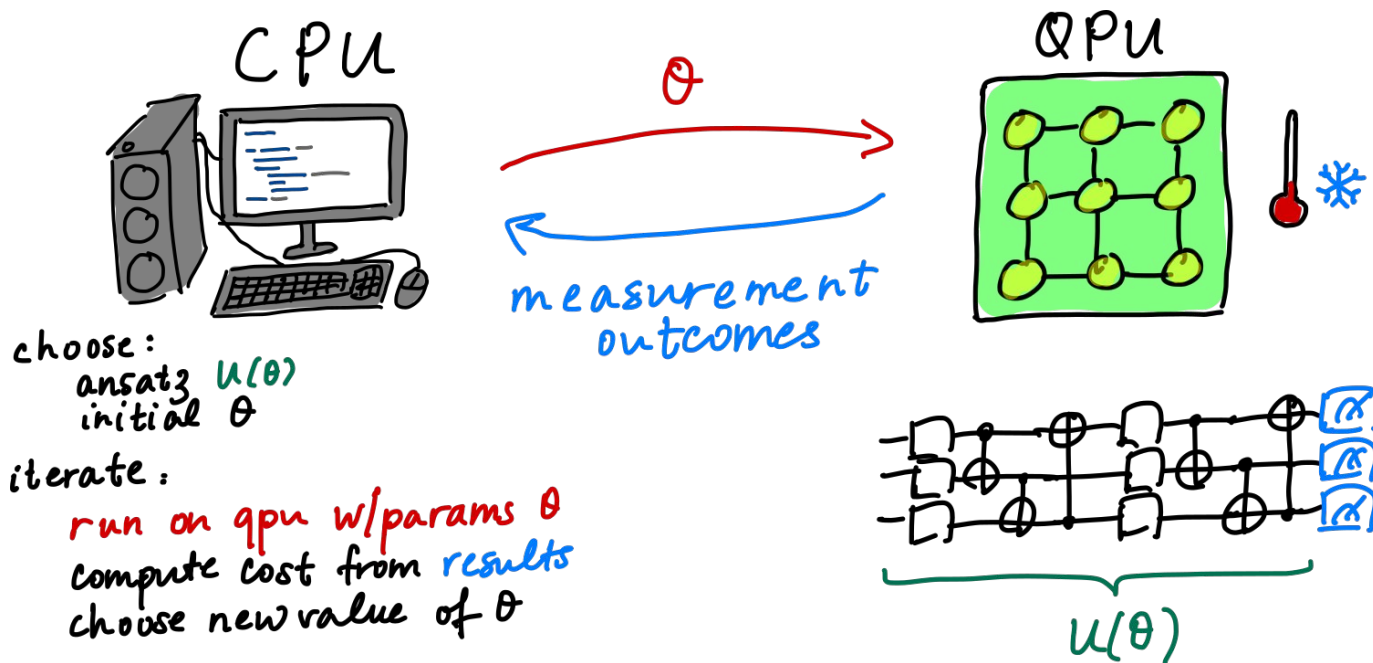 CPU
θ
QPU
measurement
outcomes
choose:
ansatz U(θ)
initial θ
iterate:
run on qpu w/params θ
compute cost from results
choose new value of θ
U(θ)